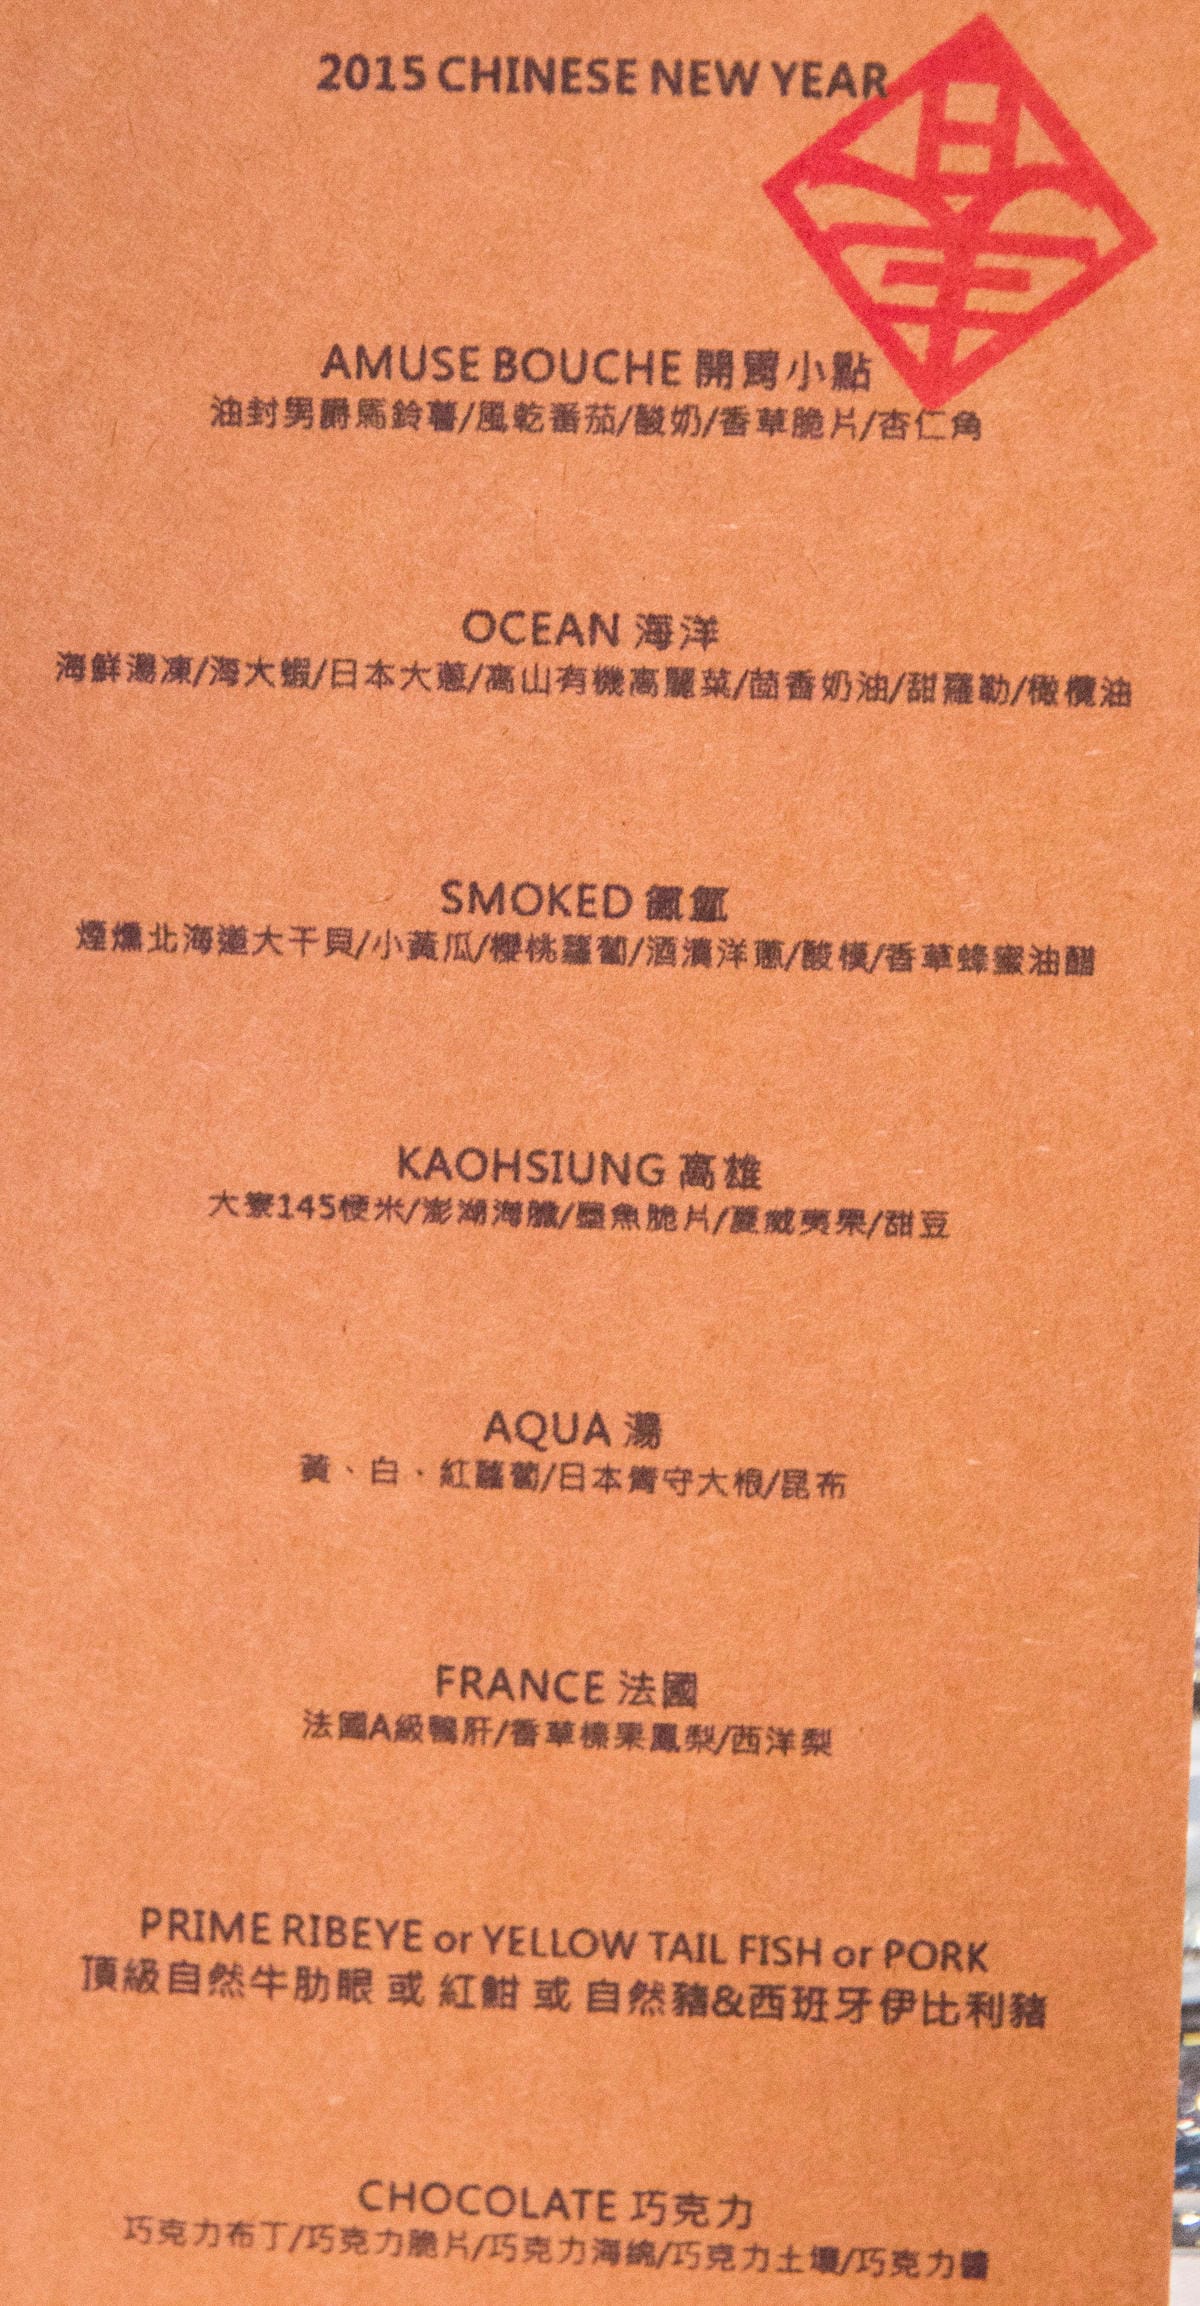 2015 CHINESE NEW YEAR
AMUSE BOUCHE 開胃小點
油封男爵馬鈴薯/風乾番茄/酸奶/香草脆片/杏仁角
OCEAN 海洋
海鮮湯凍/海大蝦/日本大蔥/高山有機高麗菜/茴香奶油/甜羅勒/橄欖油
SMOKED
煙燻北海道大干貝/小黃瓜/櫻桃蘿蔔/酒漬洋蔥/酸模/香草蜂蜜油醋
KAOHSIUNG 高雄
大寮145梗米/澎湖海膽/墨魚脆片/夏威夷果/甜豆
AQUA 湯
黃、白、紅蘿蔔/日本青守大根/昆布
FRANCE 法國
法國A級鴨肝/香草榛果鳳梨/西洋梨
PRIME RIBEYE or YELLOW TAIL FISH or PORK
頂級自然牛肋眼 或 紅魽 或 自然豬&西班牙伊比利豬
CHOCOLATE 巧克力
巧克力布丁/巧克力脆片/巧克力海綿/巧克力土壤/巧克力醬